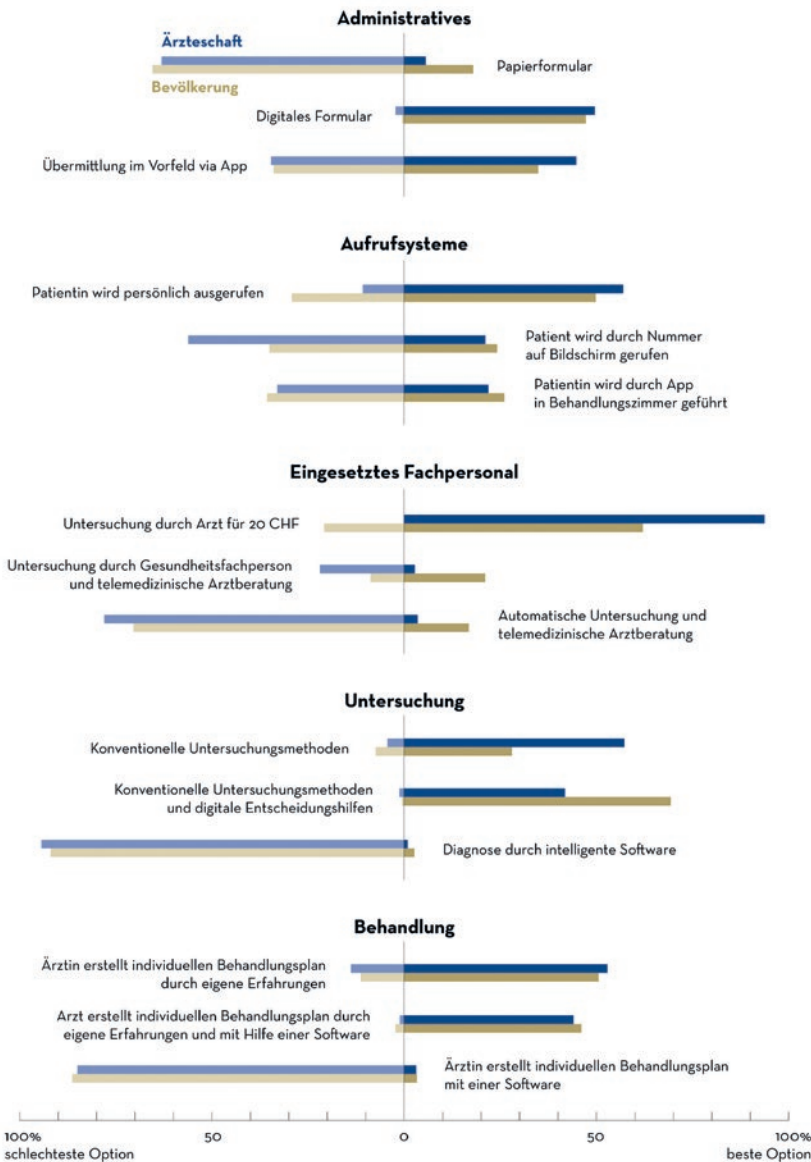 Administratives
Ärzteschaft
Papierformular
Bevölkerung
Digitales Formular
Übermittlung im Vorfeld via App
Aufrufsysteme
Patientin wird persönlich ausgerufen
Patient wird durch Nummer
auf Bildschirm gerufen
Patientin wird durch App
in Behandlungszimmer geführt
Eingesetztes Fachpersonal
Untersuchung durch Arzt für 20 CHF
Untersuchung durch Gesundheitsfachperson
und telemedizinische Arztberatung
Automatische Untersuchung und
telemedizinische Arztberatung
Untersuchung
Konventionelle Untersuchungsmethoden
Konventionelle Untersuchungsmethoden
und digitale Entscheidungshilfen
Diagnose durch intelligente Software
Behandlung
Ärztin erstellt individuellen Behandlungsplan
durch eigene Erfahrungen
Arzt erstellt individuellen Behandlungsplan durch
eigene Erfahrungen und mit Hilfe einer Software
Ärztin erstellt individuellen Behandlungsplan
mit einer Software
100% 50 0 50 100%
schlechteste Option beste Option